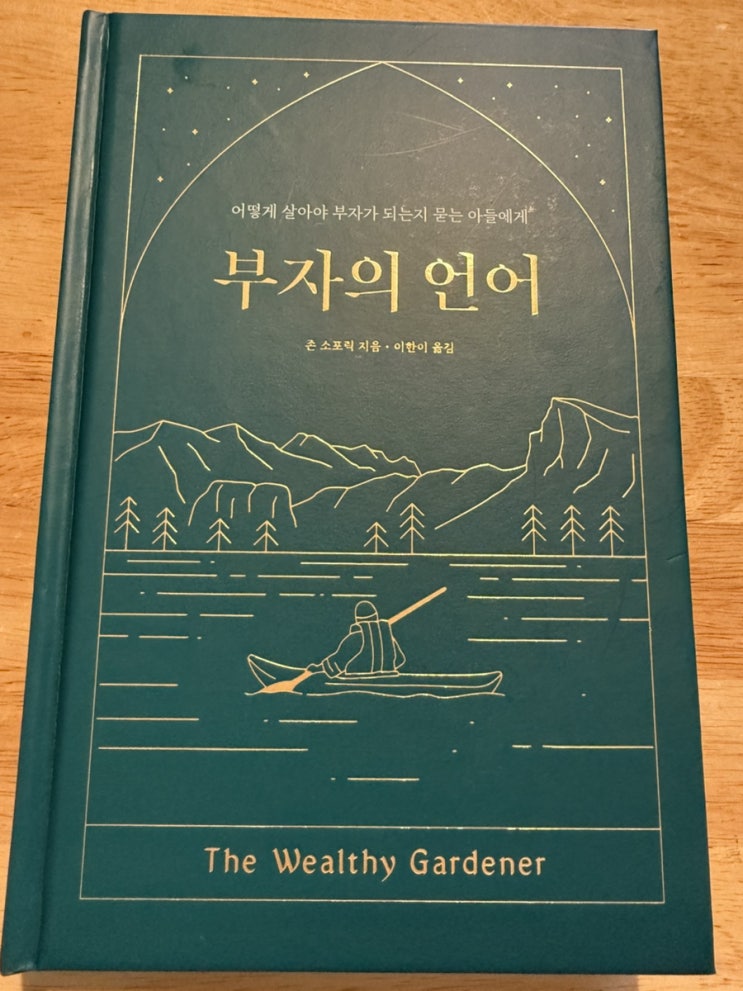 어떻게 살아야 부자가 되는지 묻는 아들에게
부자의 언어
존 소포릭 지음 • 이한이 옮김
The Wealthy Gardener